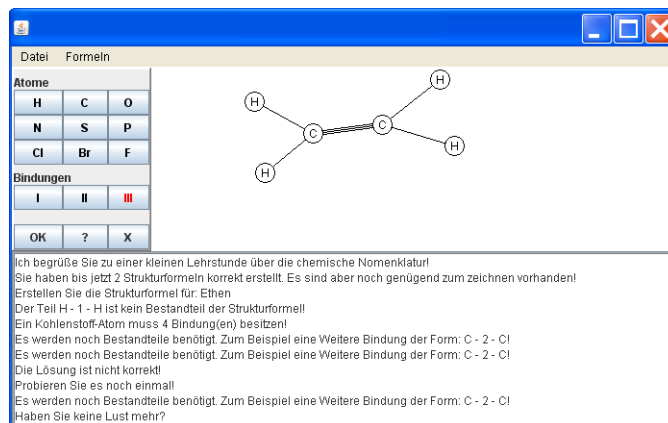 Datei Formeln
Atome
H C O
N S P
Cl Br F
Bindungen
I II III
OK ? X
H
H
C
C
H
H
Ich begrüße Sie zu einer kleinen Lehrstunde über die chemische Nomenklatur!
Sie haben bis jetzt 2 Strukturformeln korrekt erstellt. Es sind aber noch genügend zum zeichnen vorhanden!
Erstellen Sie die Strukturformel für: Ethen
Der Teil H - 1 - H ist kein Bestandteil der Strukturformel!
Ein Kohlenstoff-Atom muss 4 Bindung(en) besitzen!
Es werden noch Bestandteile benötigt. Zum Beispiel eine Weitere Bindung der Form: C - 2 - C!
Es werden noch Bestandteile benötigt. Zum Beispiel eine Weitere Bindung der Form: C - 2 - C!
Die Lösung ist nicht korrekt!
Probieren Sie es noch einmal!
Es werden noch Bestandteile benötigt. Zum Beispiel eine Weitere Bindung der Form: C - 2 - C!
Haben Sie keine Lust mehr?